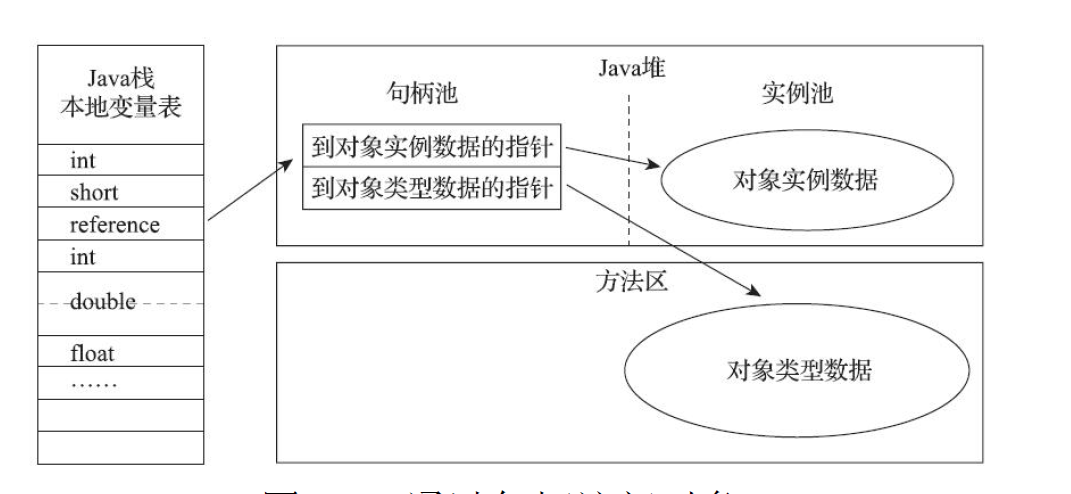 Java栈
本地变量表
int
short
reference
int
double
float
……
Java堆
句柄池
实例池
到对象实例数据的指针
到对象类型数据的指针
对象实例数据
方法区
对象类型数据